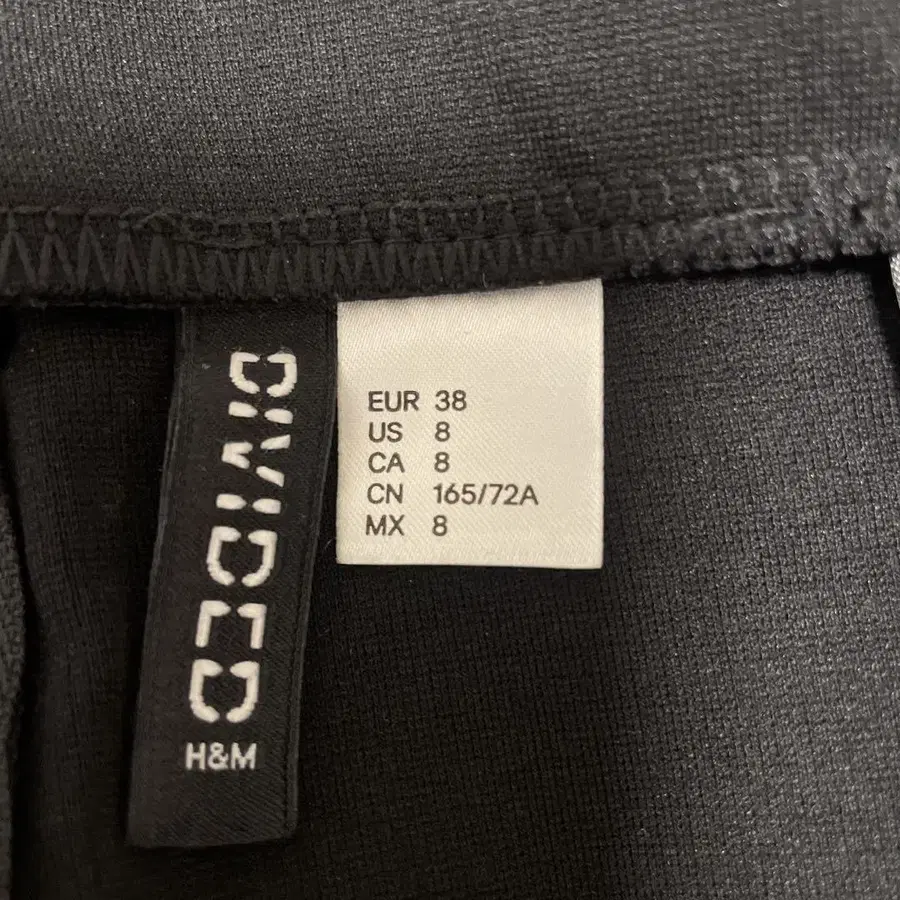 DIVIDED
H&M
EUR 38
US 8
CA 8
CN 165/72A
MX 8